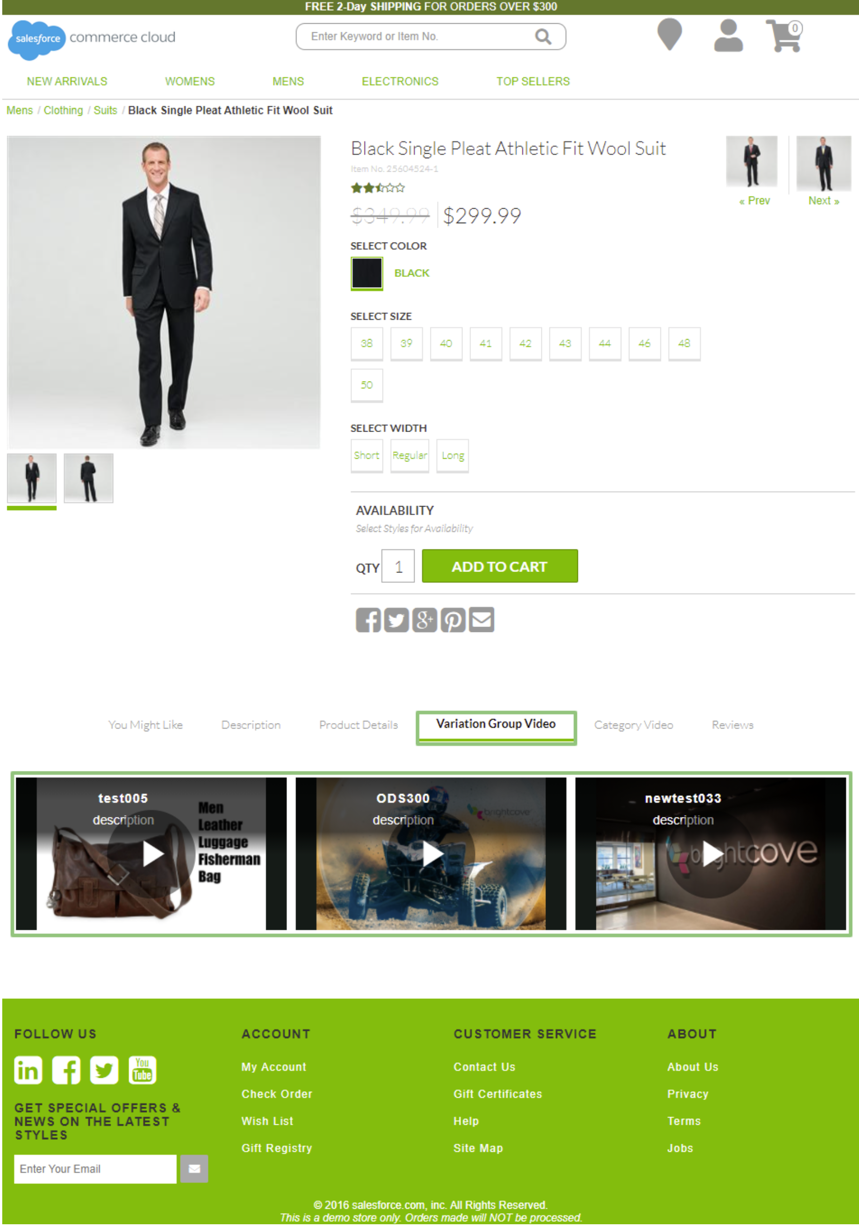 FREE 2-Day SHIPPING FOR ORDERS OVER $300
salesforce commerce cloud
Enter Keyword or Item No.
0
NEW ARRIVALS WOMENS MENS ELECTRONICS TOP SELLERS
Mens / Clothing / Suits / Black Single Pleat Athletic Fit Wool Suit
Black Single Pleat Athletic Fit Wool Suit
Item No. 25604524-1
« Prev Next »
$349.99 $299.99
SELECT COLOR
BLACK
SELECT SIZE
38 39 40 41 42 43 44 46 48
50
SELECT WIDTH
Short Regular Long
AVAILABILITY
Select Styles for Availability
QTY 1 ADD TO CART
g+
You Might Like Description Product Details Variation Group Video Category Video Reviews
test005
description
Men
Leather
Luggage
Fisherman
Bag
ODS300
description
brightcove
newtest033
description
brightcove
FOLLOW US
in You Tube
GET SPECIAL OFFERS &
NEWS ON THE LATEST
STYLES
Enter Your Email
ACCOUNT
My Account
Check Order
Wish List
Gift Registry
CUSTOMER SERVICE
Contact Us
Gift Certificates
Help
Site Map
ABOUT
About Us
Privacy
Terms
Jobs
© 2016 salesforce.com, inc. All Rights Reserved.
This is a demo store only. Orders made will NOT be processed.